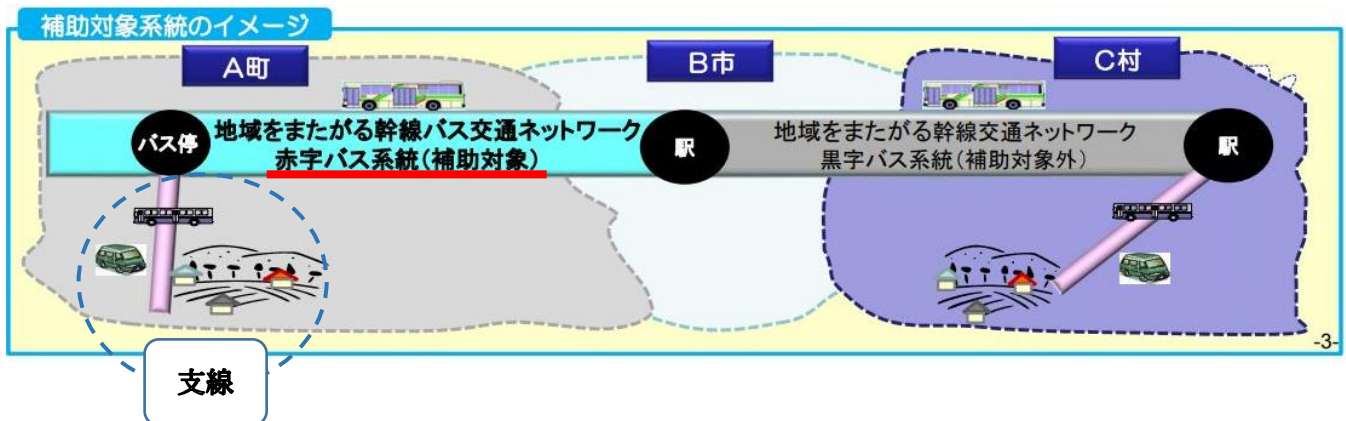 補助対象系統のイメージ
A町
B市
C村
バス停
地域をまたがる幹線バス交通ネットワーク
赤字バス系統(補助対象)
駅
地域をまたがる幹線交通ネットワーク
黒字バス系統(補助対象外)
駅
-3-
支線